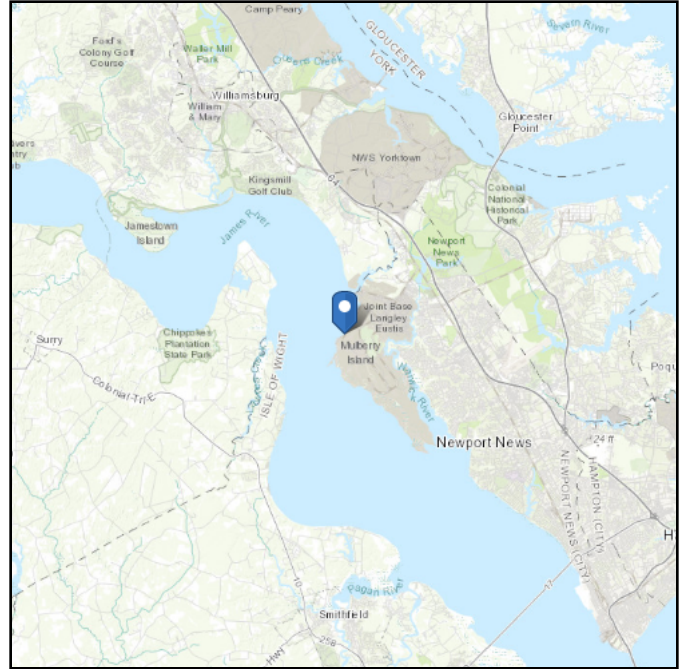 Camp Peary
Ford's
Colony Golf
Course
Waller Mill
Park
Queens Creek
GLOUCESTER
YORK
Severn River
Williamsburg
William
& Mary
Gloucester
Point
NWS Yorktown
64
Kingsmill
Golf Club
Colonial
National
Historical
Park
Jamestown
Island
James River
Newport
News
Park
Joint Base
Langley
Eustis
Mulberry
Island
Surry
Chippokes
Plantation
State Park
ISLE OF WIGHT
Colonial-Trl-E
River
Newport News
24 ft
HAMPTON (CITY)
NEWPORT NEWS (CITY)
10
17
Pagan River
Smithfield
258
Hwy